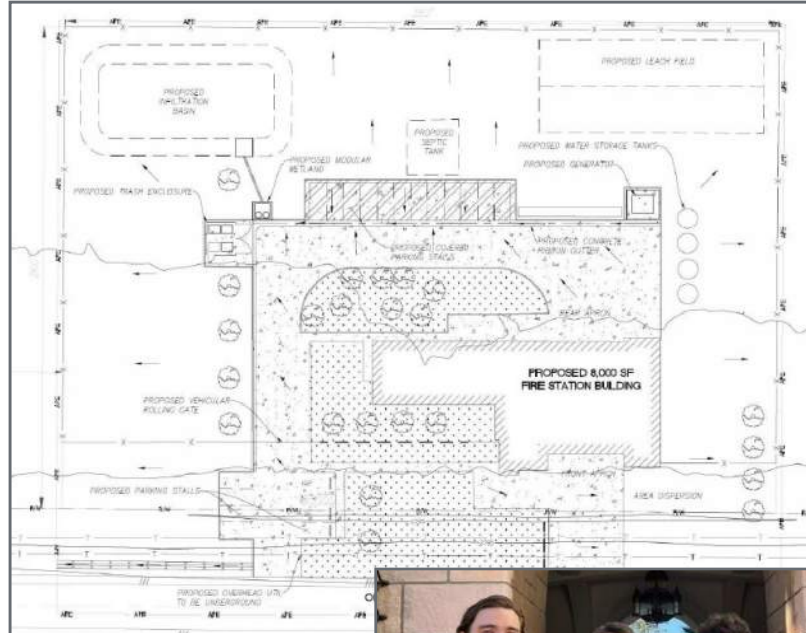 PROPOSED
INFILTRATION
BASIN
PROPOSED LEACH FIELD
PROPOSED
SEPTIC
TANK
PROPOSED WATER STORAGE TANKS
PROPOSED GENERATOR
PROPOSED MODULAR
WETLAND
PROPOSED TRASH ENCLOSURE
PROPOSED COVERED
PARKING STALLS
PROPOSED CONCRETE
RIBBON GUTTER
REAR APRON
PROPOSED 8,000 SF
FIRE STATION BUILDING
PROPOSED VEHICULAR
ROLLING GATE
PROPOSED PARKING STALLS
AREA DISPERSION
PROPOSED OVERHEAD UTIL
TO BE UNDERGROUND